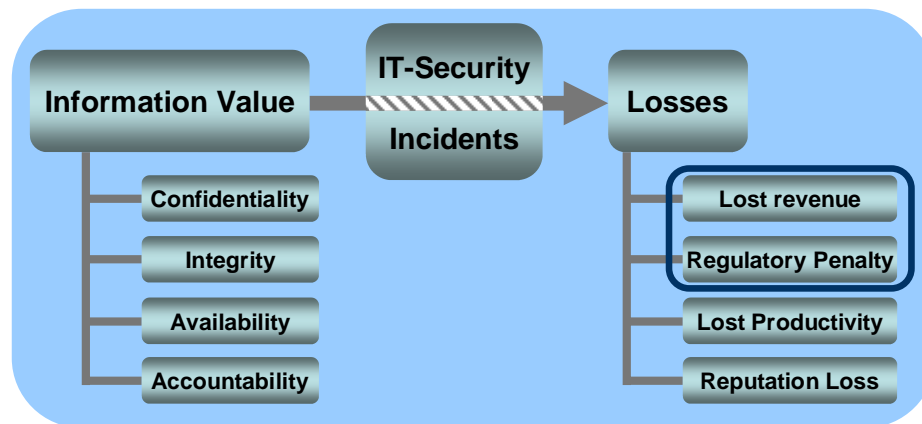 Information Value
IT-Security
Incidents
Losses
Confidentiality
Integrity
Availability
Accountability
Lost revenue
Regulatory Penalty
Lost Productivity
Reputation Loss